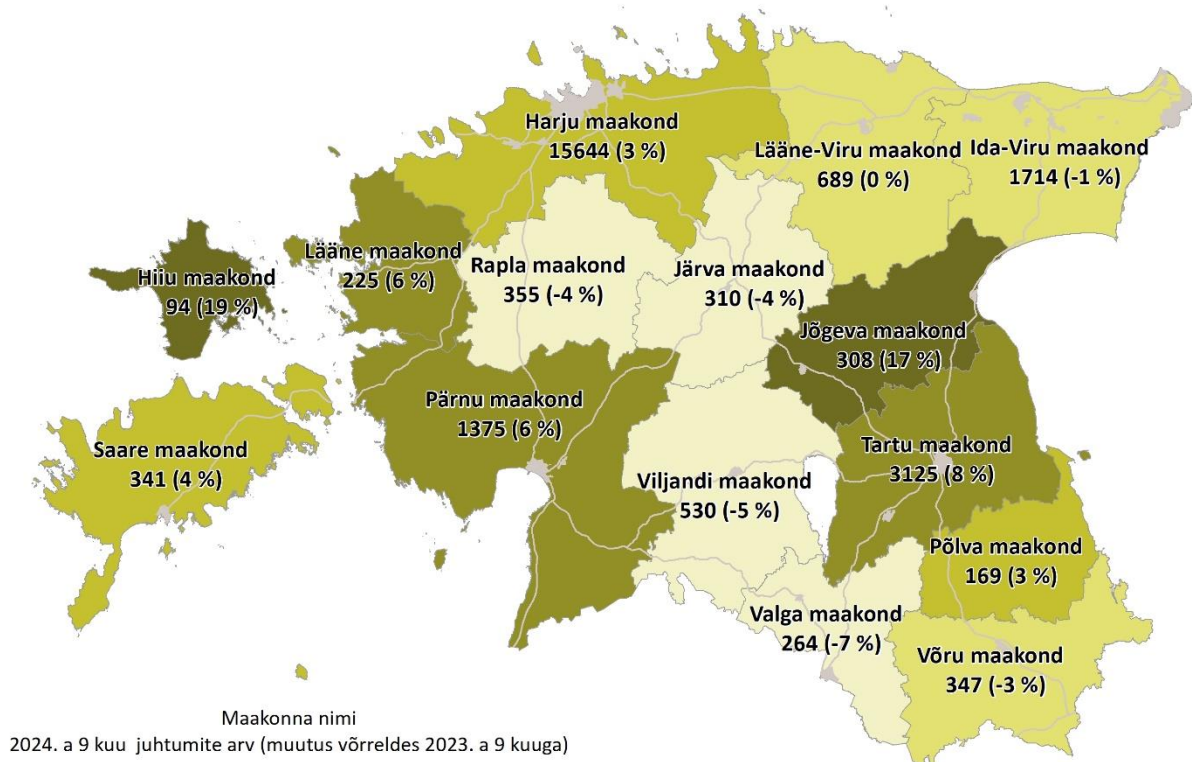 Harju maakond
15644 (3 %)
Lääne-Viru maakond
689 (0 %)
Ida-Viru maakond
1714 (-1 %)
Hiiu maakond
94 (19 %)
Lääne maakond
225 (6 %)
Rapla maakond
355 (-4 %)
Järva maakond
310 (-4 %)
Jõgeva maakond
308 (17 %)
Saare maakond
341 (4 %)
Pärnu maakond
1375 (6 %)
Viljandi maakond
530 (-5 %)
Tartu maakond
3125 (8 %)
Põlva maakond
169 (3 %)
Valga maakond
264 (-7 %)
Võru maakond
347 (-3 %)
Maakonna nimi
2024. a 9 kuu juhtumite arv (muutus võrreldes 2023. a 9 kuuga)